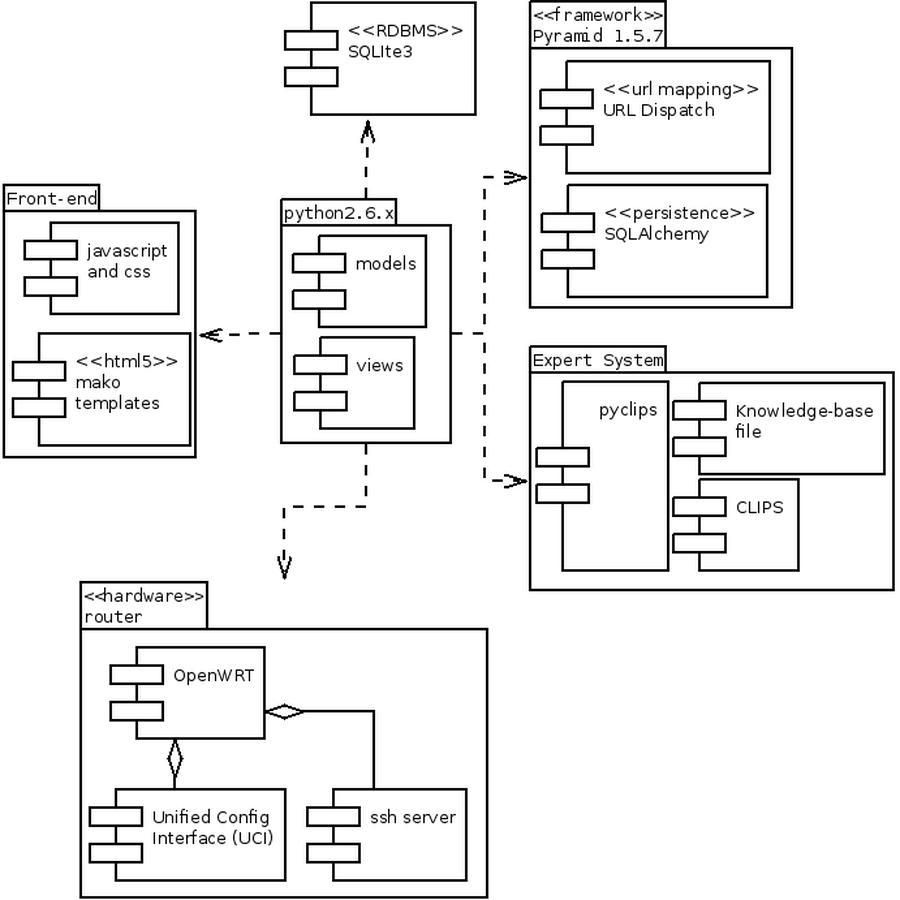 <<RDBMS>>
SQLIte3
<<framework>>
Pyramid 1.5.7
<<url mapping>>
URL Dispatch
<<persistence>>
SQLAlchemy
Front-end
javascript
and css
<<html5>>
mako
templates
python2.6.x
models
views
Expert System
pyclips
Knowledge-base
file
CLIPS
<<hardware>>
router
OpenWRT
Unified Config
Interface (UCI)
ssh server